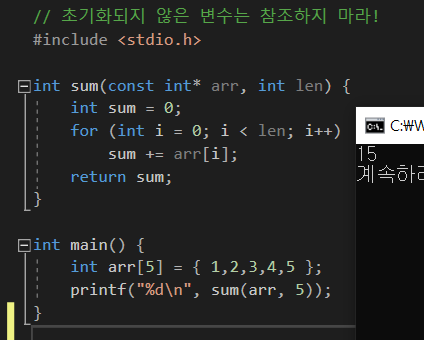 // 초기화되지 않은 변수는 참조하지 마라!
#include <stdio.h>
int sum(const int* arr, int len) {
int sum = 0;
for (int i = 0; i < len; i++)
sum += arr[i];
return sum;
}
int main() {
int arr[5] = { 1,2,3,4,5 };
printf("%d\n", sum(arr, 5));
}
C:\W
15
계속하려